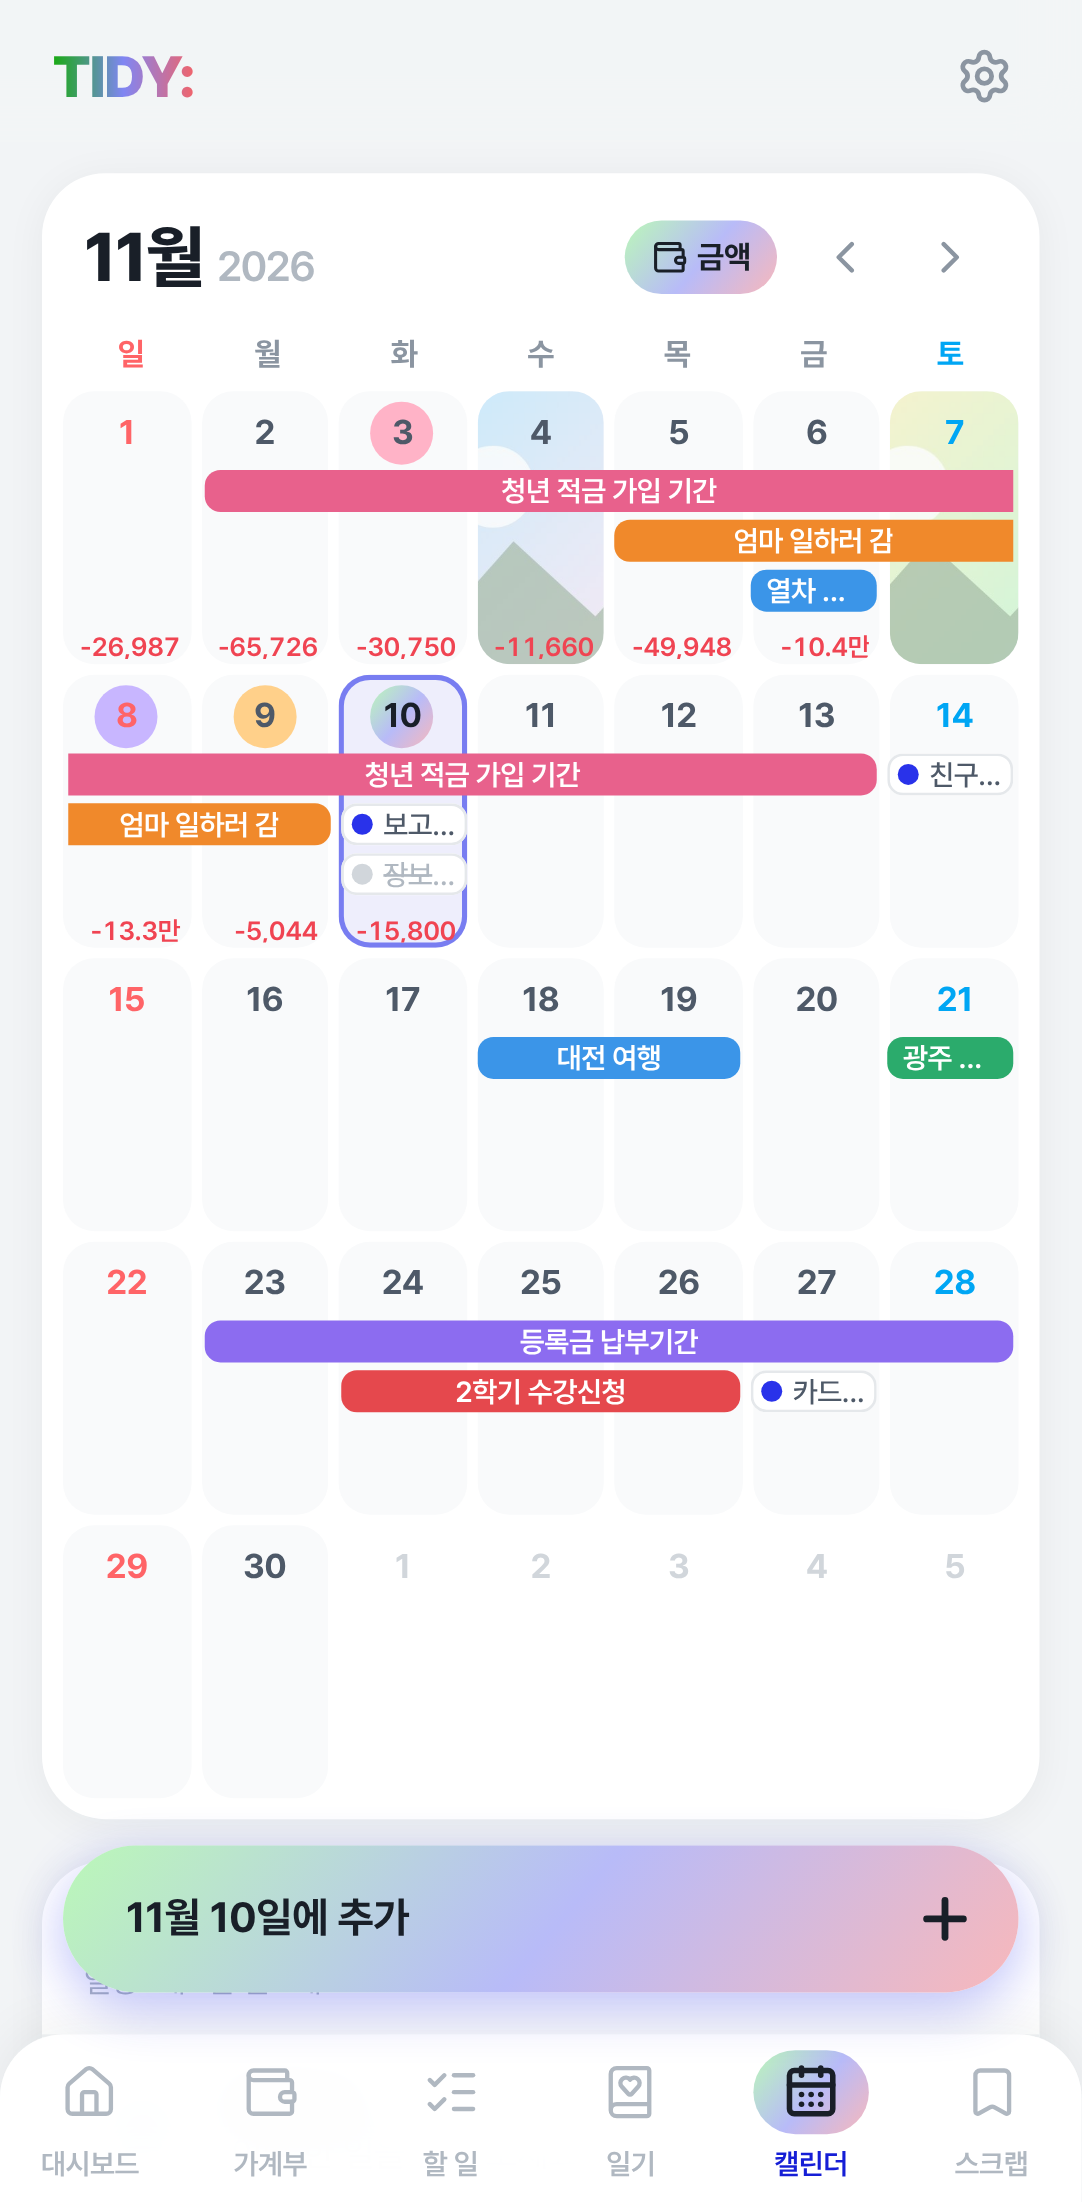 TIDY:
11월 2026 금액
일 월 화 수 목 금 토
1 2 3 4 5 6 7
청년 적금 가입 기간
엄마 일하러 감
열차 ...
-26,987 -65,726 -30,750 -11,660 -49,948 -10.4만
8 9 10 11 12 13 14
청년 적금 가입 기간 친구...
엄마 일하러 감 보고...
장보...
-13.3만 -5,044 -15,800
15 16 17 18 19 20 21
대전 여행 광주 ...
22 23 24 25 26 27 28
등록금 납부기간
2학기 수강신청 카드...
29 30 1 2 3 4 5
11월 10일에 추가
대시보드 가계부 할 일 일기 캘린더 스크랩